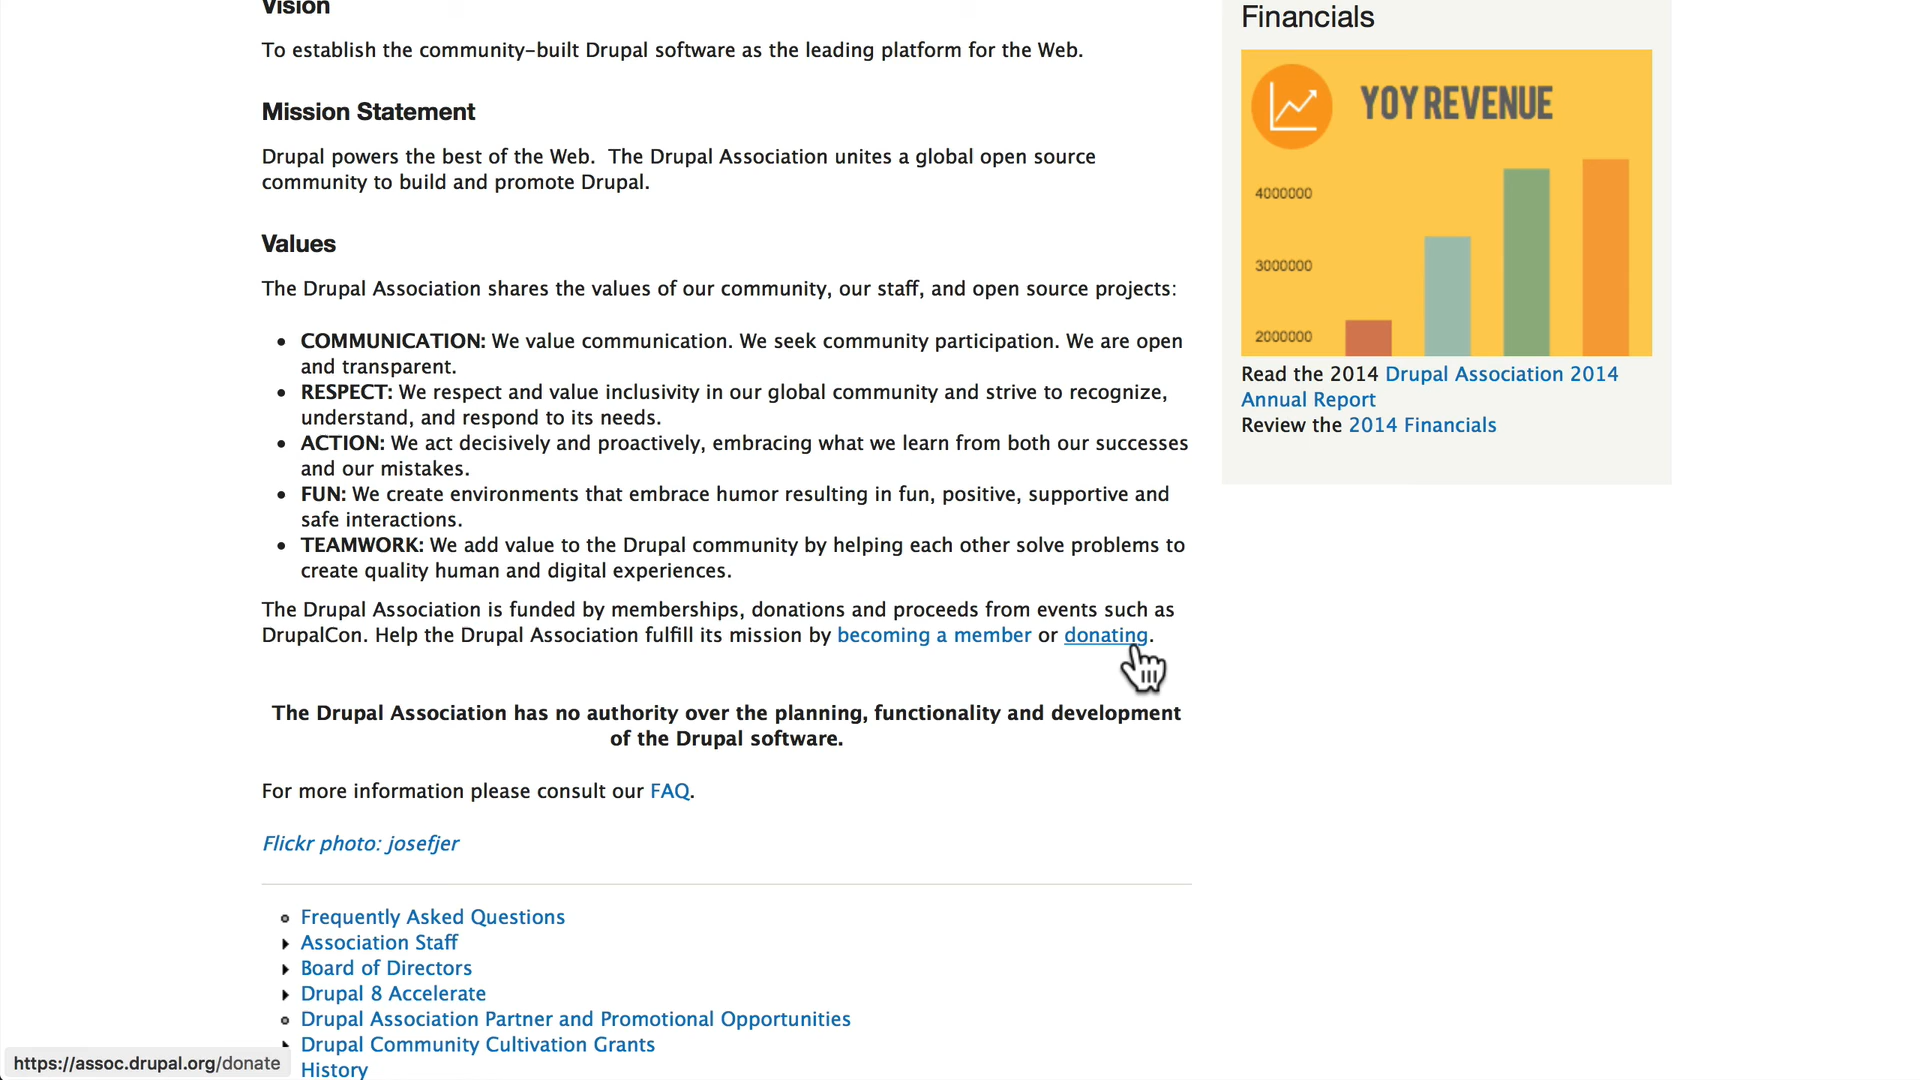 Vision
To establish the community-built Drupal software as the leading platform for the Web.
Mission Statement
Drupal powers the best of the Web.  The Drupal Association unites a global open source
community to build and promote Drupal.
Values
The Drupal Association shares the values of our community, our staff, and open source projects:
• COMMUNICATION: We value communication. We seek community participation. We are open
and transparent.
• RESPECT: We respect and value inclusivity in our global community and strive to recognize,
understand, and respond to its needs.
• ACTION: We act decisively and proactively, embracing what we learn from both our successes
and our mistakes.
• FUN: We create environments that embrace humor resulting in fun, positive, supportive and
safe interactions.
• TEAMWORK: We add value to the Drupal community by helping each other solve problems to
create quality human and digital experiences.
The Drupal Association is funded by memberships, donations and proceeds from events such as
DrupalCon. Help the Drupal Association fulfill its mission by becoming a member or donating.
The Drupal Association has no authority over the planning, functionality and development
of the Drupal software.
For more information please consult our FAQ.
Flickr photo: josefjer
Frequently Asked Questions
Association Staff
Board of Directors
Drupal 8 Accelerate
Drupal Association Partner and Promotional Opportunities
Drupal Community Cultivation Grants
History
https://assoc.drupal.org/donate
Financials
YOY REVENUE
4000000
3000000
2000000
Read the 2014 Drupal Association 2014
Annual Report
Review the 2014 Financials